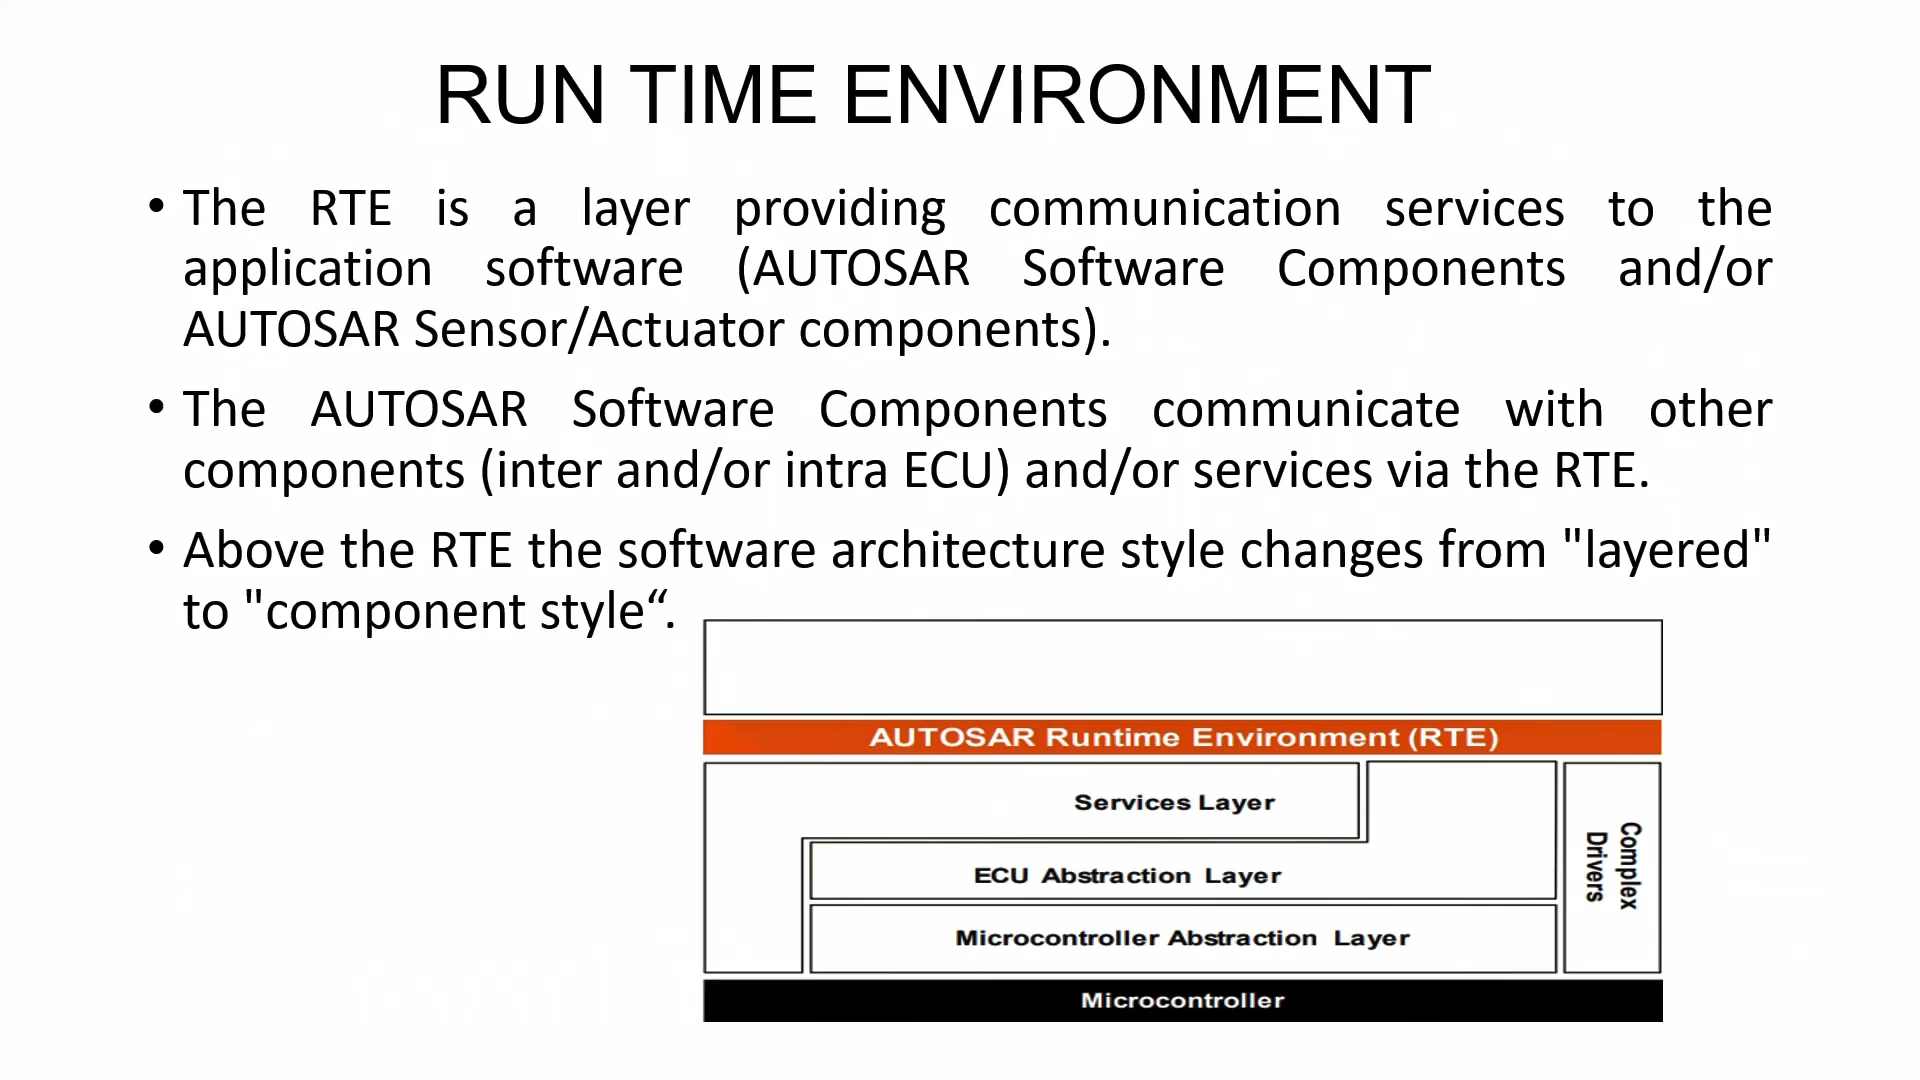 RUN TIME ENVIRONMENT
• The RTE is a layer providing communication services to the
application software (AUTOSAR Software Components and/or
AUTOSAR Sensor/Actuator components).
• The AUTOSAR Software Components communicate with other
components (inter and/or intra ECU) and/or services via the RTE.
• Above the RTE the software architecture style changes from "layered"
to "component style“.
AUTOSAR Runtime Environment (RTE)
Services Layer
ECU Abstraction Layer
Microcontroller Abstraction Layer
Complex
Drivers
Microcontroller